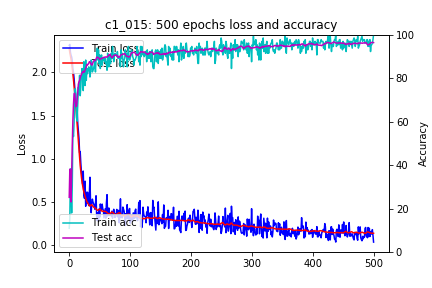 c1_015: 500 epochs loss and accuracy
Train loss
Test loss
2.0
1.5
1.0
0.5
0.0
Loss
100
80
60
40
20
0
Accuracy
Train acc
Test acc
0
100
200
300
400
500